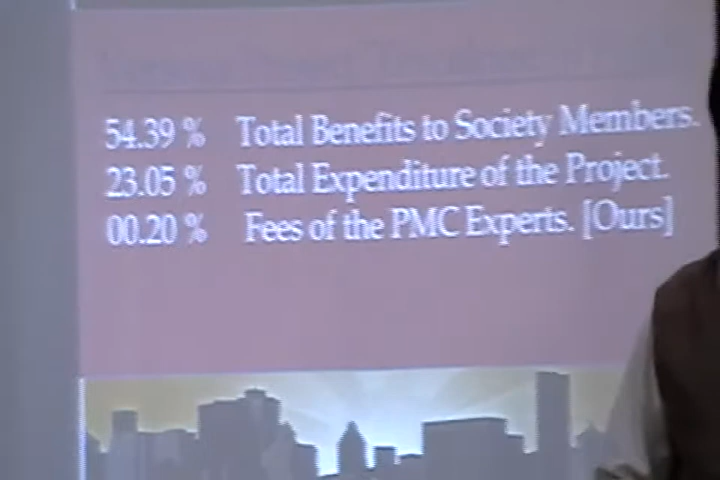 54.39 % Total Benefits to Society Members.
23.05 % Total Expenditure of the Project.
00.20 % Fees of the PMC Experts. [Ours]